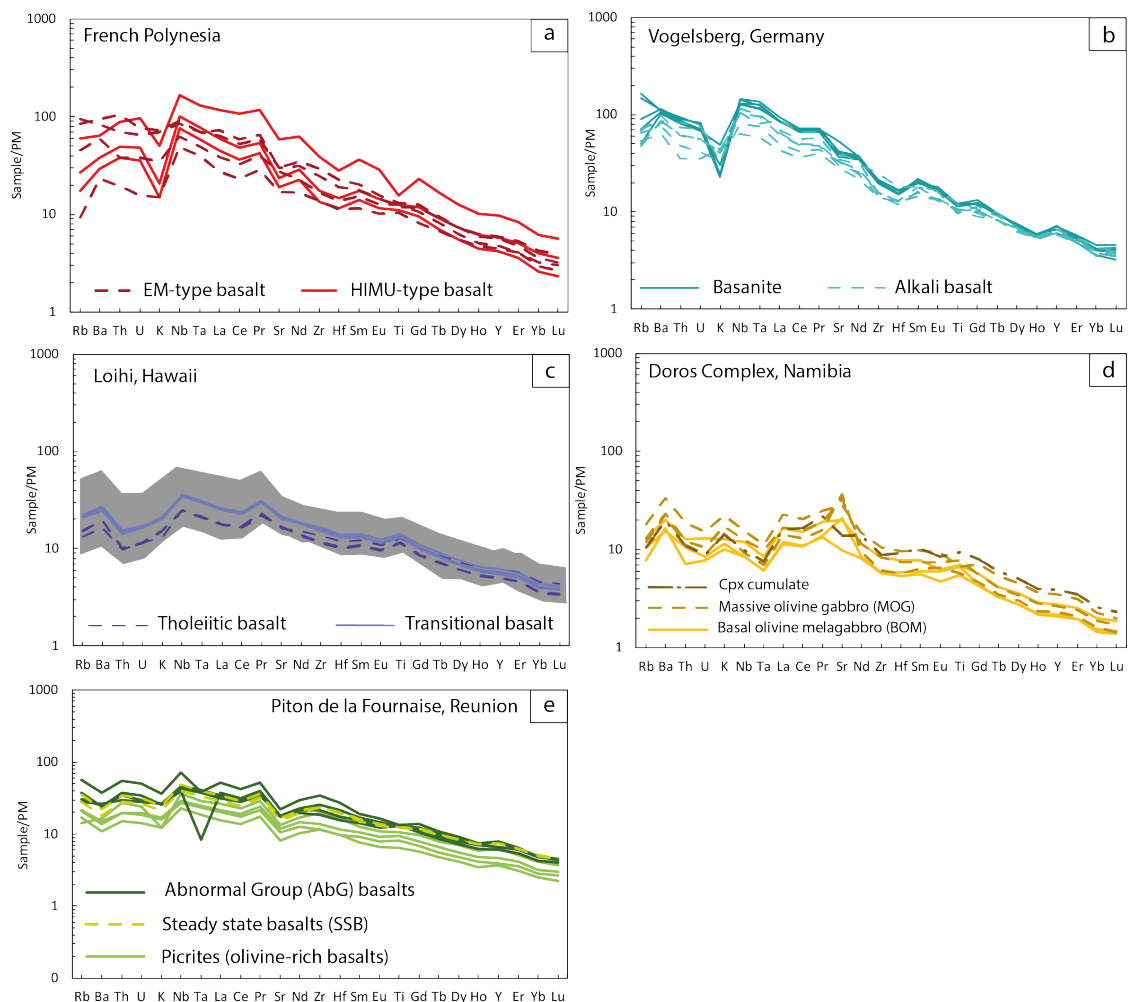 French Polynesia
a
1000
100
10
1
Sample/PM
EM-type basalt
HIMU-type basalt
Rb Ba Th U K Nb Ta La Ce Pr Sr Nd Zr Hf Sm Eu Ti Gd Tb Dy Ho Y Er Yb Lu
Vogelsberg, Germany
b
1000
100
10
1
Sample/PM
Basanite
Alkali basalt
Rb Ba Th U K Nb Ta La Ce Pr Sr Nd Zr Hf Sm Eu Ti Gd Tb Dy Ho Y Er Yb Lu
Loihi, Hawaii
c
1000
100
10
1
Sample/PM
Tholeiitic basalt
Transitional basalt
Rb Ba Th U K Nb Ta La Ce Pr Sr Nd Zr Hf Sm Eu Ti Gd Tb Dy Ho Y Er Yb Lu
Doros Complex, Namibia
d
1000
100
10
1
Sample/PM
Cpx cumulate
Massive olivine gabbro (MOG)
Basal olivine melagabbro (BOM)
Rb Ba Th U K Nb Ta La Ce Pr Sr Nd Zr Hf Sm Eu Ti Gd Tb Dy Ho Y Er Yb Lu
Piton de la Fournaise, Reunion
e
1000
100
10
1
0
Sample/PM
Abnormal Group (AbG) basalts
Steady state basalts (SSB)
Picrites (olivine-rich basalts)
Rb Ba Th U K Nb Ta La Ce Pr Sr Nd Zr Hf Sm Eu Ti Gd Tb Dy Ho Y Er Yb Lu